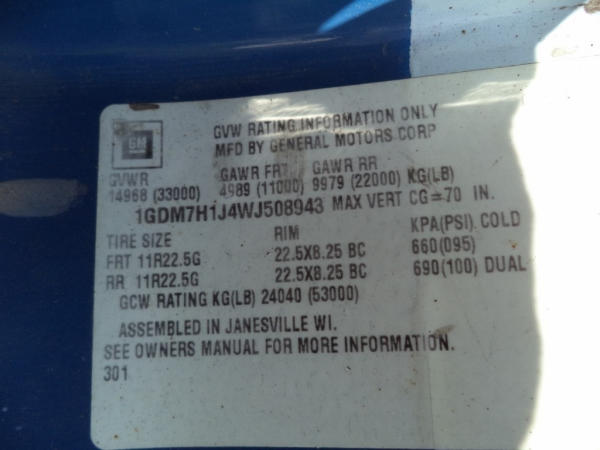 GM
GVW RATING INFORMATION ONLY
MFD BY GENERAL MOTORS CORP
GVWR GAWR FRT GAWR RR
14968 (33000) 4989 (11000) 9979 (22000) KG(LB)
1GDM7H1J4WJ508943 MAX VERT CG=70 IN.
TIRE SIZE RIM KPA(PSI) COLD
FRT 11R22.5G 22.5X8.25 BC 660(095)
RR 11R22.5G 22.5X8.25 BC 690(100) DUAL
GCW RATING KG(LB) 24040 (53000)
ASSEMBLED IN JANESVILLE WI.
SEE OWNERS MANUAL FOR MORE INFORMATION.
301